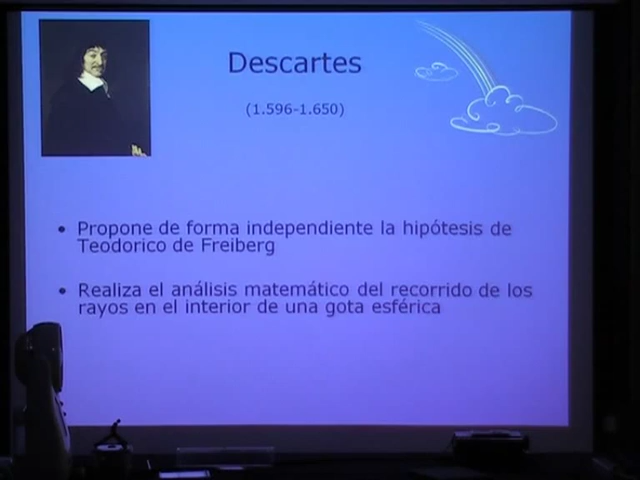 Descartes
(1.596-1.650)
• Propone de forma independiente la hipótesis de
Teodorico de Freiberg
• Realiza el análisis matemático del recorrido de los
rayos en el interior de una gota esférica